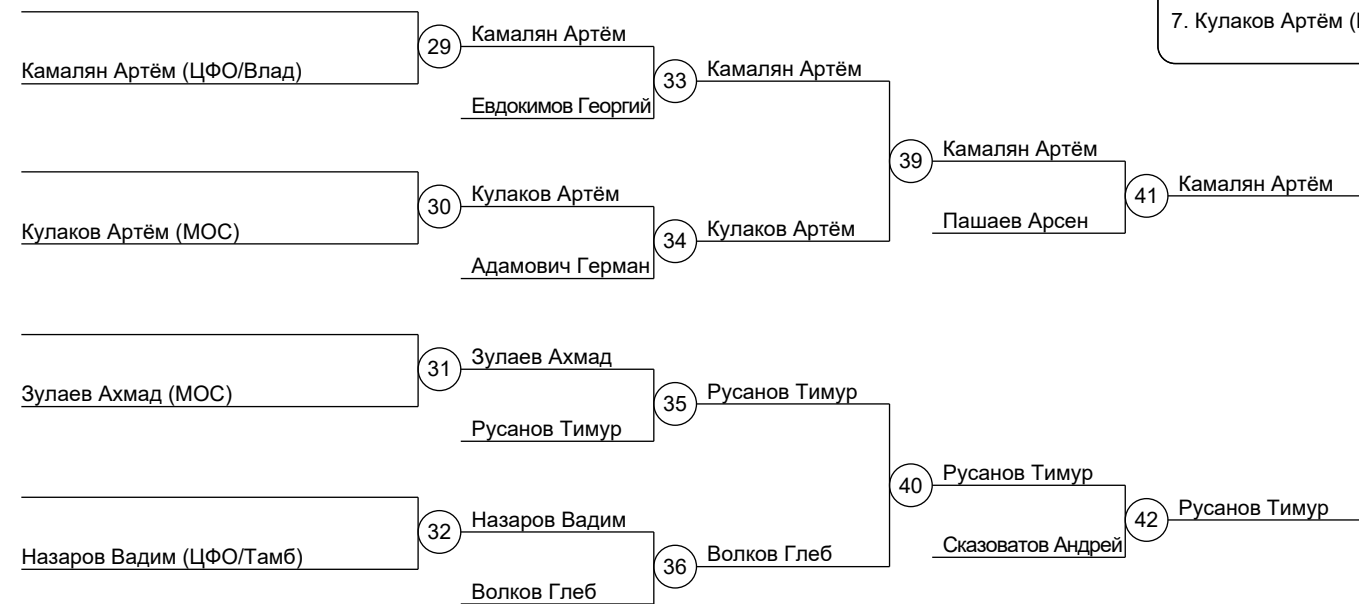 7. Кулаков Артём (
Камалян Артём
29
Камалян Артём (ЦФО/Влад)
Камалян Артём
33
Евдокимов Георгий
Камалян Артём
39
Кулаков Артём
30
Пашаев Арсен
41
Камалян Артём
Кулаков Артём (МОС)
Кулаков Артём
34
Адамович Герман
Зулаев Ахмад
31
Зулаев Ахмад (МОС)
Русанов Тимур
35
Русанов Тимур
Русанов Тимур
40
Назаров Вадим
32
Русанов Тимур
42
Сказоватов Андрей
Назаров Вадим (ЦФО/Тамб)
Волков Глеб
36
Волков Глеб